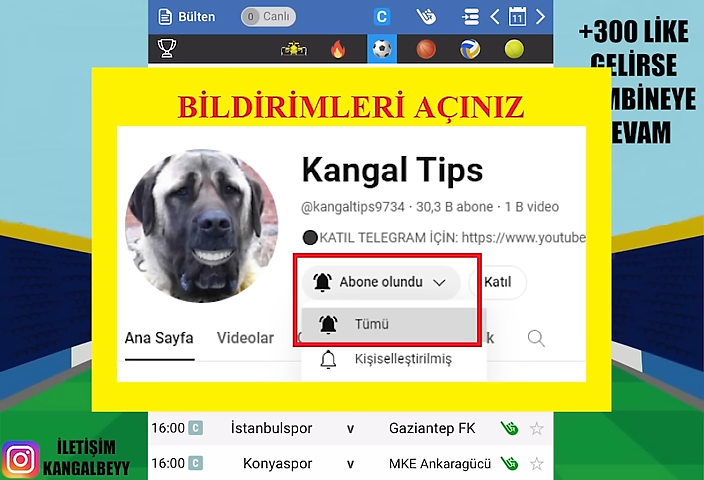 Bülten
0 Canlı
C
11
+300 LİKE
GELİRSE
MBİNEYE
EVAM
BİLDİRİMLERİ AÇINIZ
Kangal Tips
@kangaltips9734 · 30,3 B abone · 1 B video
KATIL TELEGRAM İÇİN: https://www.youtube
Abone olundu
Katıl
Tümü
Ana Sayfa
Videolar
k
Kişiselleştirilmiş
16:00 C İstanbulspor v Gaziantep FK
16:00 C Konyaspor v MKE Ankaragücü
İLETİŞİM
KANGALBEYY